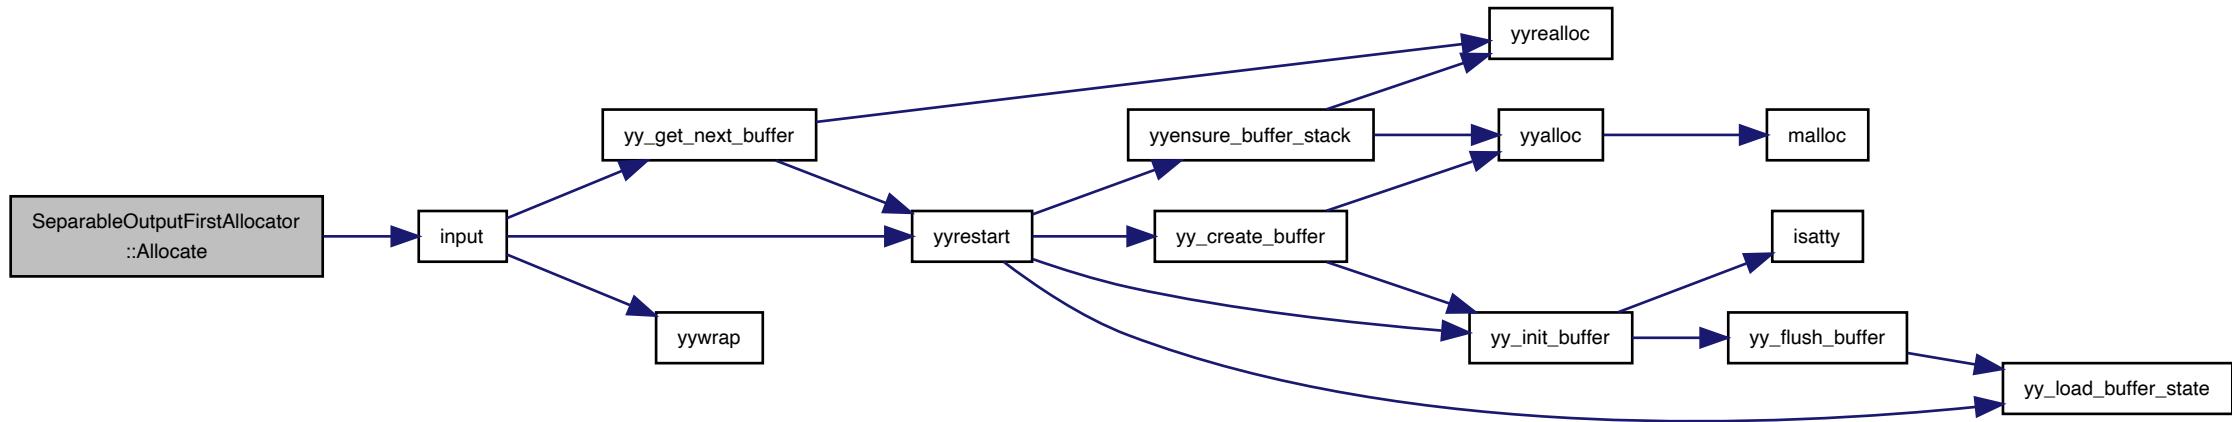 SeparableOutputFirstAllocator
::Allocate
input
yy_get_next_buffer
yywrap
yyrestart
yyensure_buffer_stack
yy_create_buffer
yyrealloc
yyalloc
yy_init_buffer
malloc
isatty
yy_flush_buffer
yy_load_buffer_state